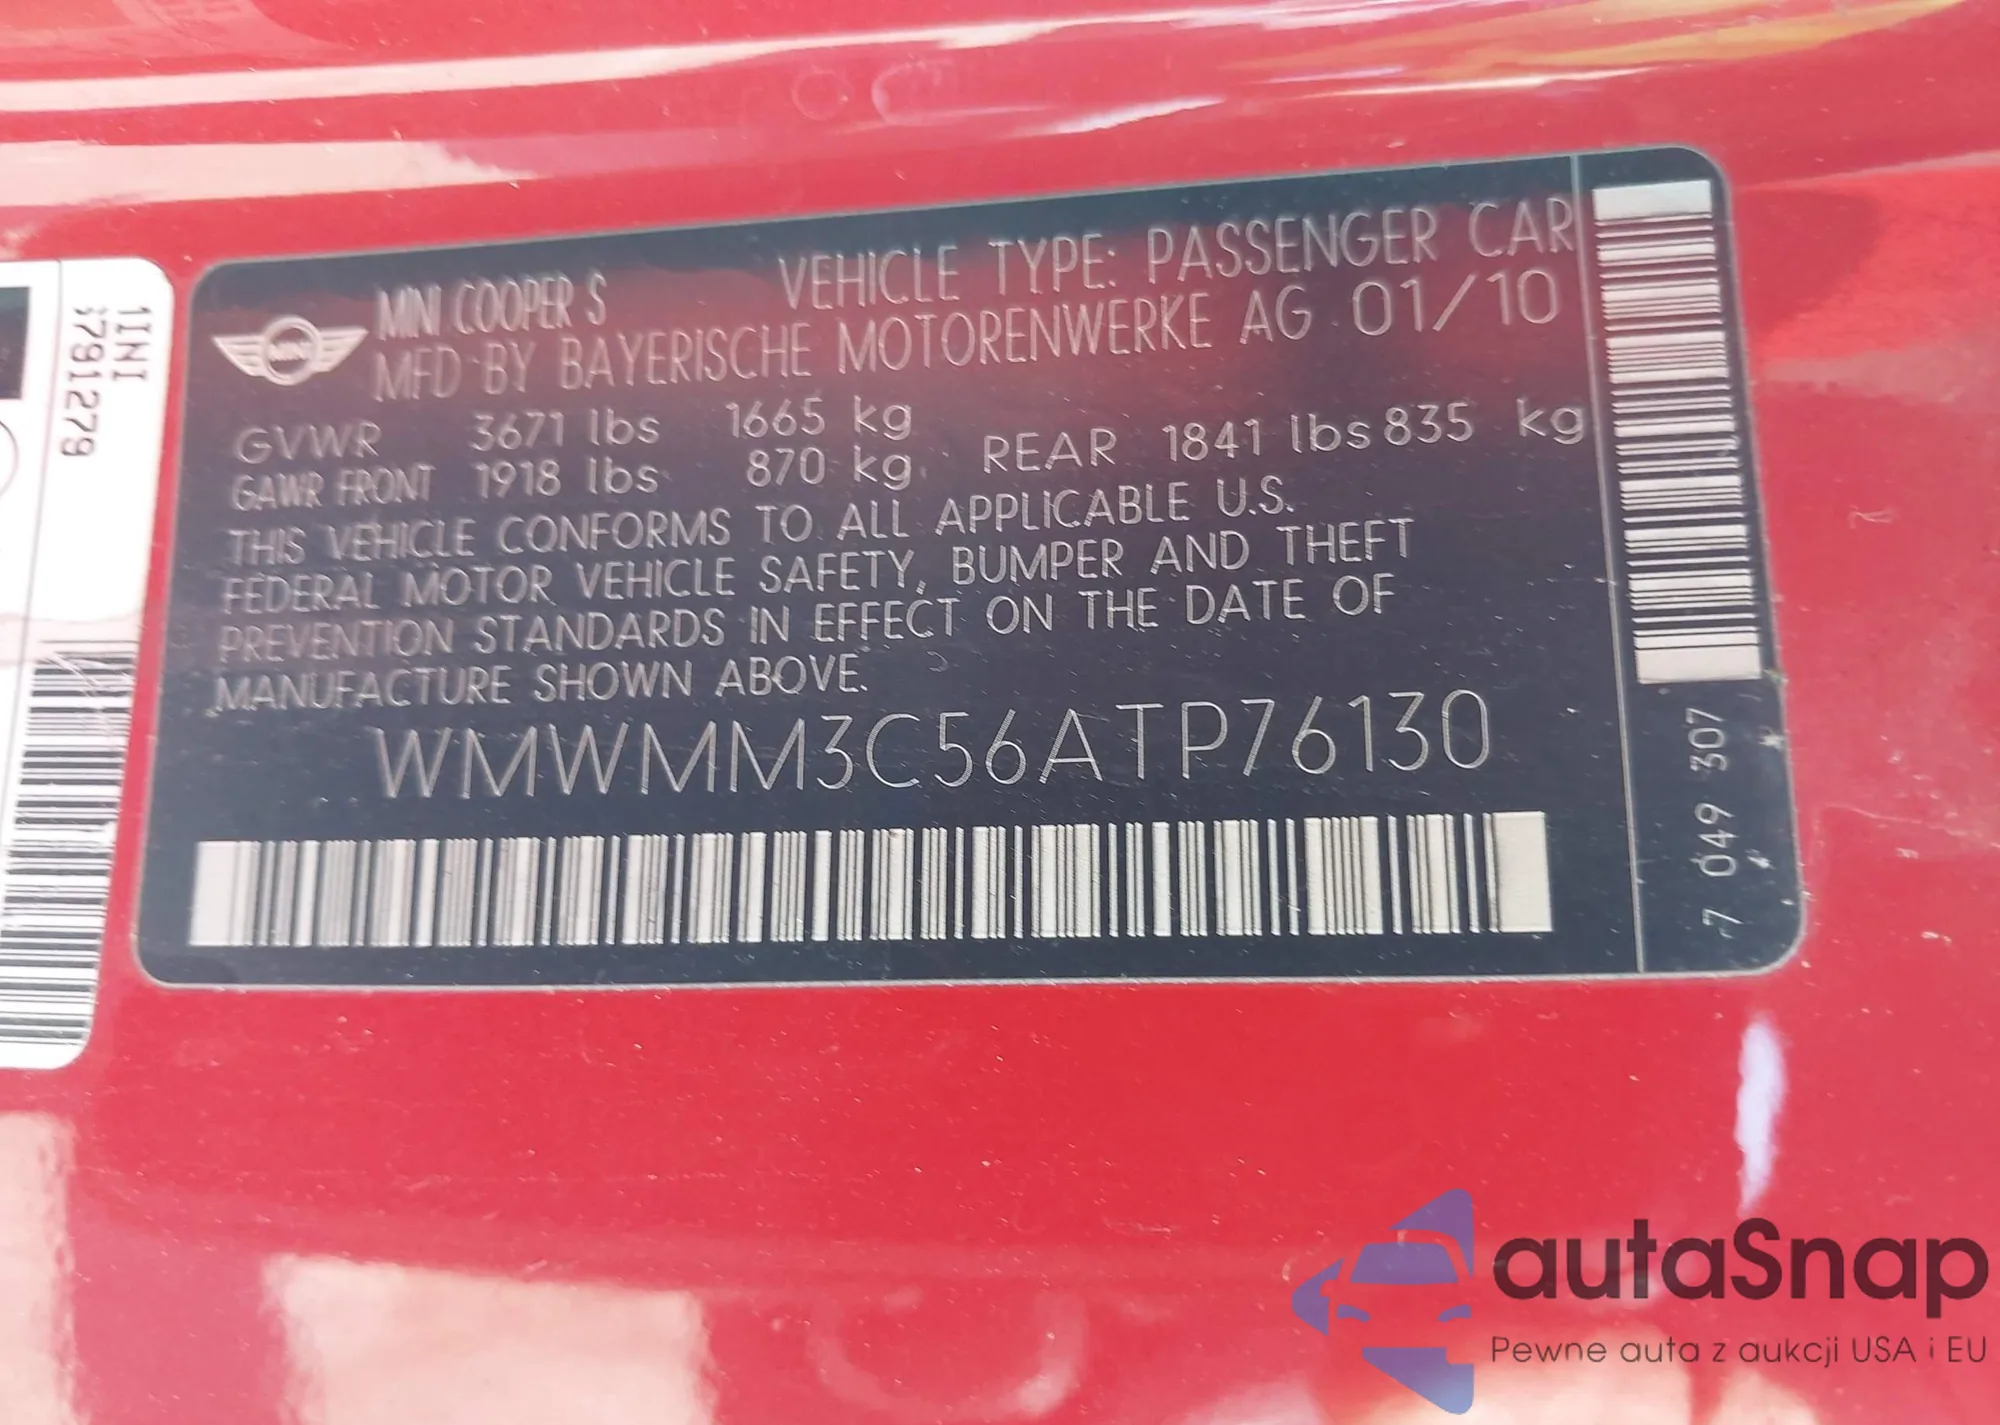 MINI COOPER S VEHICLE TYPE: PASSENGER CAR
MFD BY BAYERISCHE MOTORENWERKE AG 01/10
GVWR 3671 lbs 1665 kg
GAWR FRONT 1918 lbs 870 kg REAR 1841 lbs 835 kg
THIS VEHICLE CONFORMS TO ALL APPLICABLE U.S.
FEDERAL MOTOR VEHICLE SAFETY, BUMPER AND THEFT
PREVENTION STANDARDS IN EFFECT ON THE DATE OF
MANUFACTURE SHOWN ABOVE.
WMWMM3C56ATP76130
7 049 307
autaSnap
Pewne auta z aukcji USA i EU